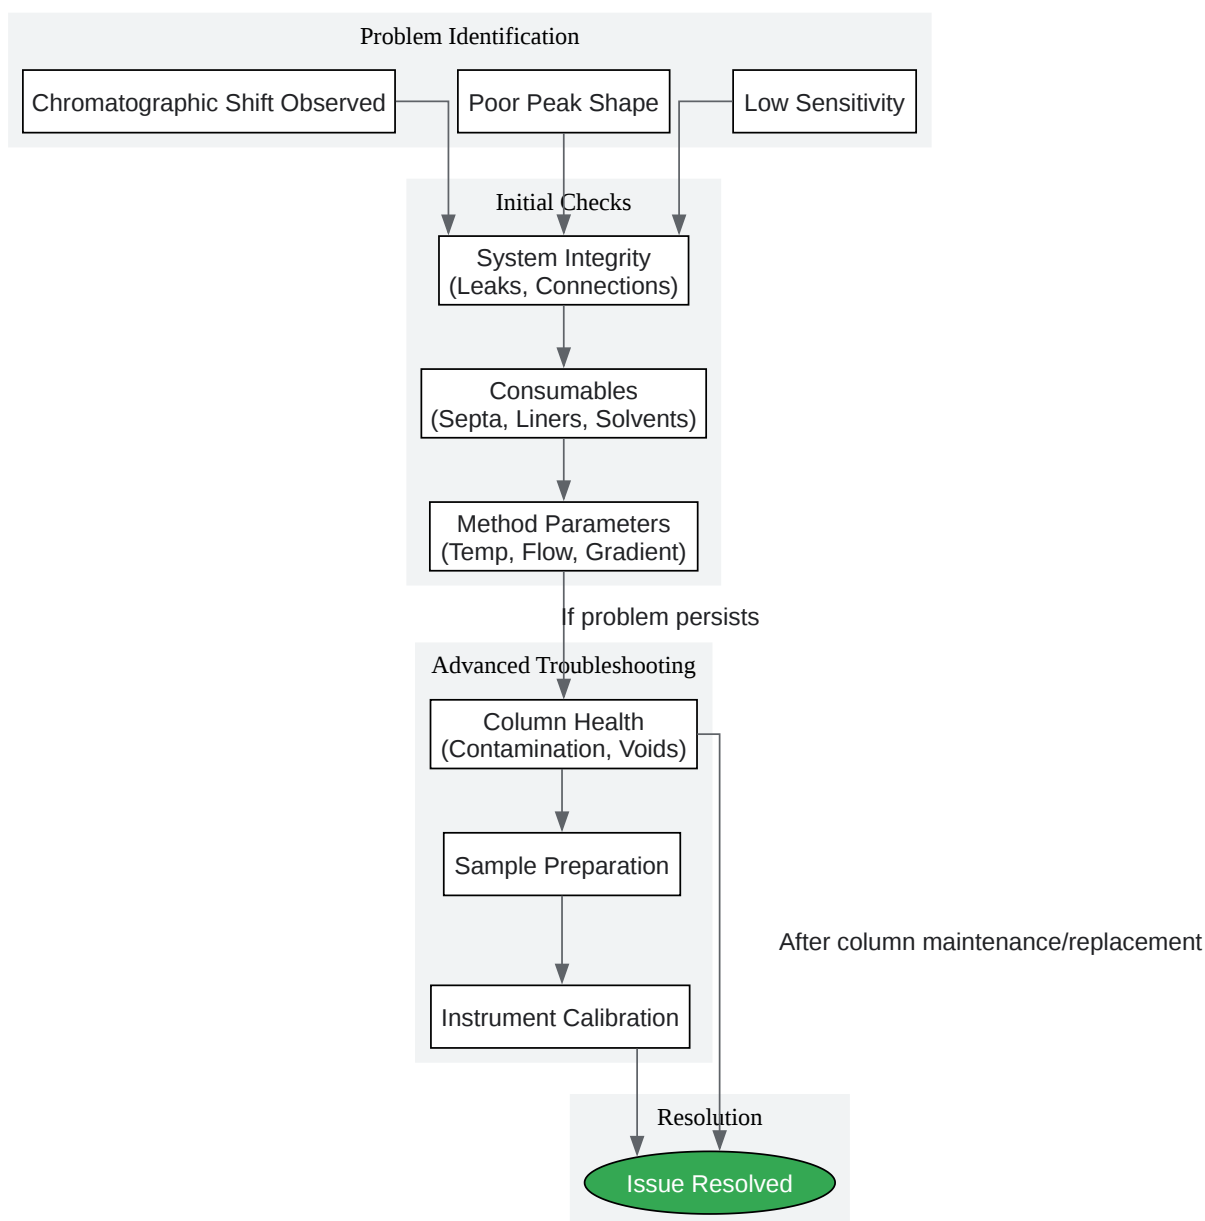 Problem Identification
Chromatographic Shift Observed
Poor Peak Shape
Low Sensitivity
Initial Checks
System Integrity
(Leaks, Connections)
Consumables
(Septa, Liners, Solvents)
Method Parameters
(Temp, Flow, Gradient)
If problem persists
Advanced Troubleshooting
Column Health
(Contamination, Voids)
Sample Preparation
After column maintenance/replacement
Instrument Calibration
Resolution
Issue Resolved